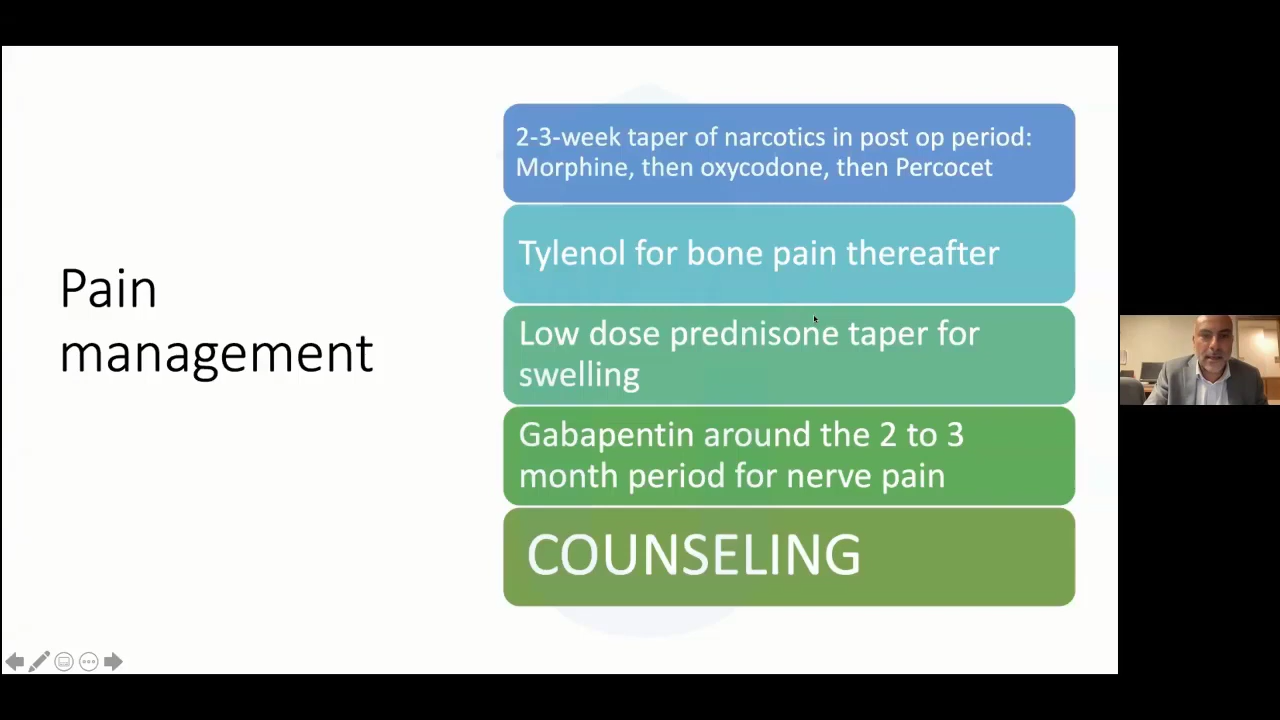 Pain
management
2-3-week taper of narcotics in post op period:
Morphine, then oxycodone, then Percocet
Tylenol for bone pain thereafter
Low dose prednisone taper for
swelling
Gabapentin around the 2 to 3
month period for nerve pain
COUNSELING